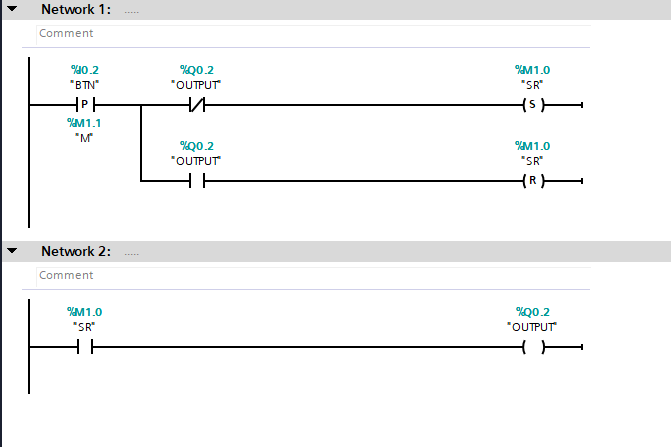 Network 1: .....
Comment
%I0.2 %Q0.2 %M1.0
"BTN" "OUTPUT" "SR"
P S
%M1.1
"M"
%Q0.2 %M1.0
"OUTPUT" "SR"
R
Network 2: .....
Comment
%M1.0 %Q0.2
"SR" "OUTPUT"